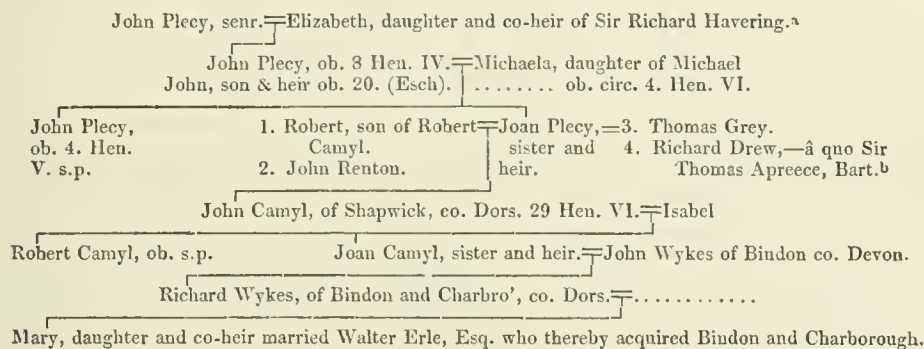 John Plecy, senr.=Elizabeth, daughter and co-heir of Sir Richard Havering.ᵃ
John Plecy, ob. 8 Hen. IV.=Michaela, daughter of Michael
John, son & heir ob. 20. (Esch). ........ ob. circ. 4. Hen. VI.
John Plecy, 1. Robert, son of Robert=Joan Plecy,=3. Thomas Grey.
ob. 4. Hen. Camyl. sister and 4. Richard Drew,—â quo Sir
V. s.p. 2. John Renton. heir. Thomas Apreece, Bart.ᵇ
John Camyl, of Shapwick, co. Dors. 29 Hen. VI.=Isabel
Robert Camyl, ob. s.p. Joan Camyl, sister and heir.=John Wykes of Bindon co. Devon.
Richard Wykes, of Bindon and Charbro', co. Dors.=............
Mary, daughter and co-heir married Walter Erle, Esq. who thereby acquired Bindon and Charborough.